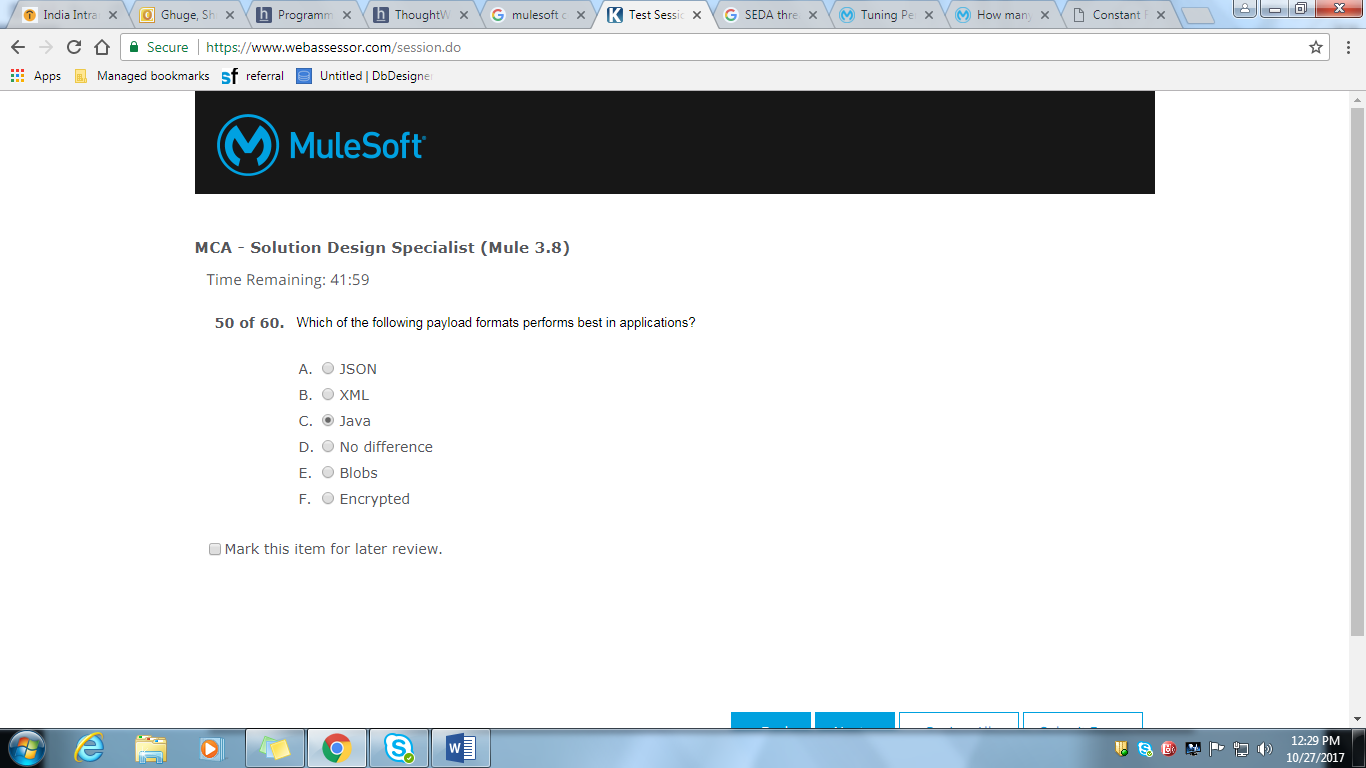 India Intra
Ghuge, Sh
Programm
ThoughtW
mulesoft c
Test Sessio
SEDA thre
Tuning Pe
How many
Constant
Secure
https://www.webassessor.com/session.do
Apps
Managed bookmarks
sf referral
Untitled | DbDesigner
MuleSoft
MCA - Solution Design Specialist (Mule 3.8)
Time Remaining: 41:59
50 of 60. Which of the following payload formats performs best in applications?
A. JSON
B. XML
C. Java
D. No difference
E. Blobs
F. Encrypted
Mark this item for later review.
12:29 PM
10/27/2017